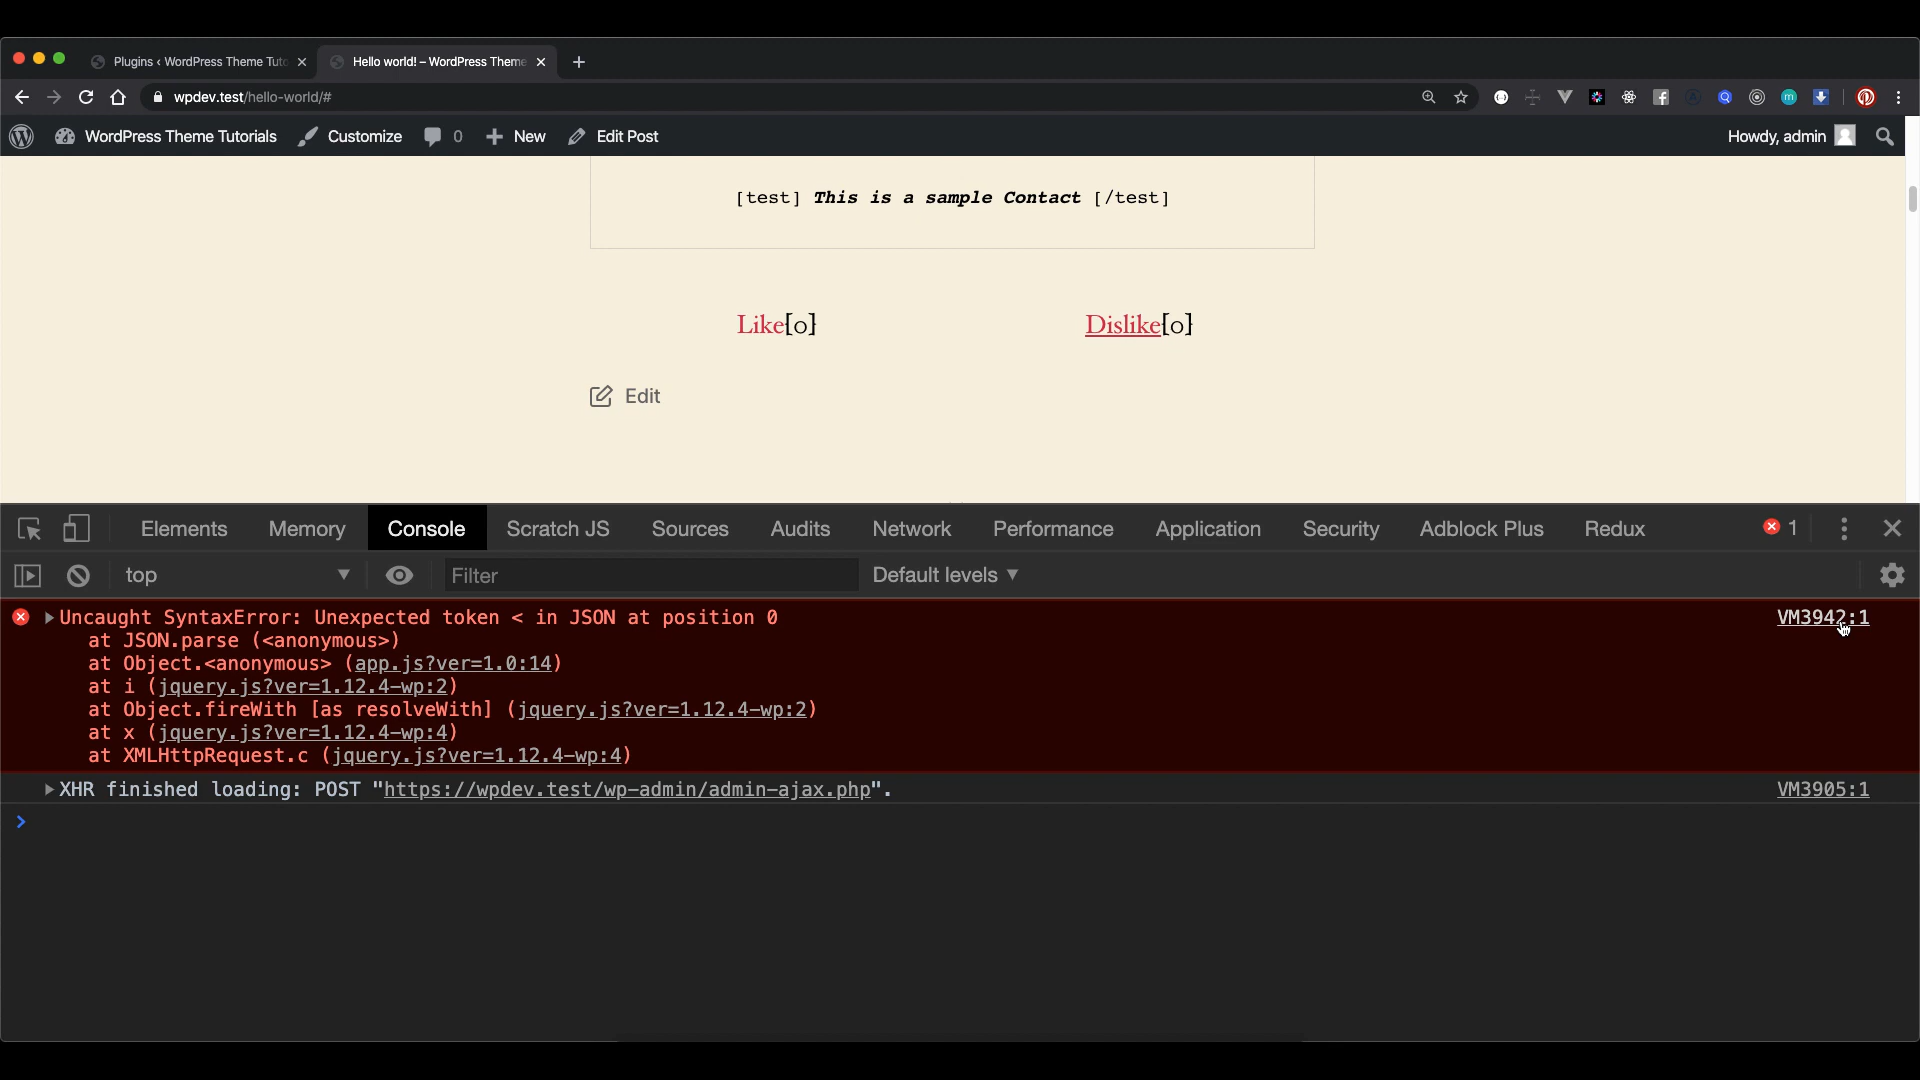 Plugins ‹ WordPress Theme Tuto
Hello world! – WordPress Theme
wpdev.test/hello-world/#
WordPress Theme Tutorials
Customize
0
New
Edit Post
Howdy, admin
[test] This is a sample Contact [/test]
Like[0] Dislike[0]
Edit
Elements Memory Console Scratch JS Sources Audits Network Performance Application Security Adblock Plus Redux 1
top Filter Default levels
Uncaught SyntaxError: Unexpected token < in JSON at position 0 VM3942:1
at JSON.parse (<anonymous>)
at Object.<anonymous> (app.js?ver=1.0:14)
at i (jquery.js?ver=1.12.4-wp:2)
at Object.fireWith [as resolveWith] (jquery.js?ver=1.12.4-wp:2)
at x (jquery.js?ver=1.12.4-wp:4)
at XMLHttpRequest.c (jquery.js?ver=1.12.4-wp:4)
XHR finished loading: POST "https://wpdev.test/wp-admin/admin-ajax.php". VM3905:1